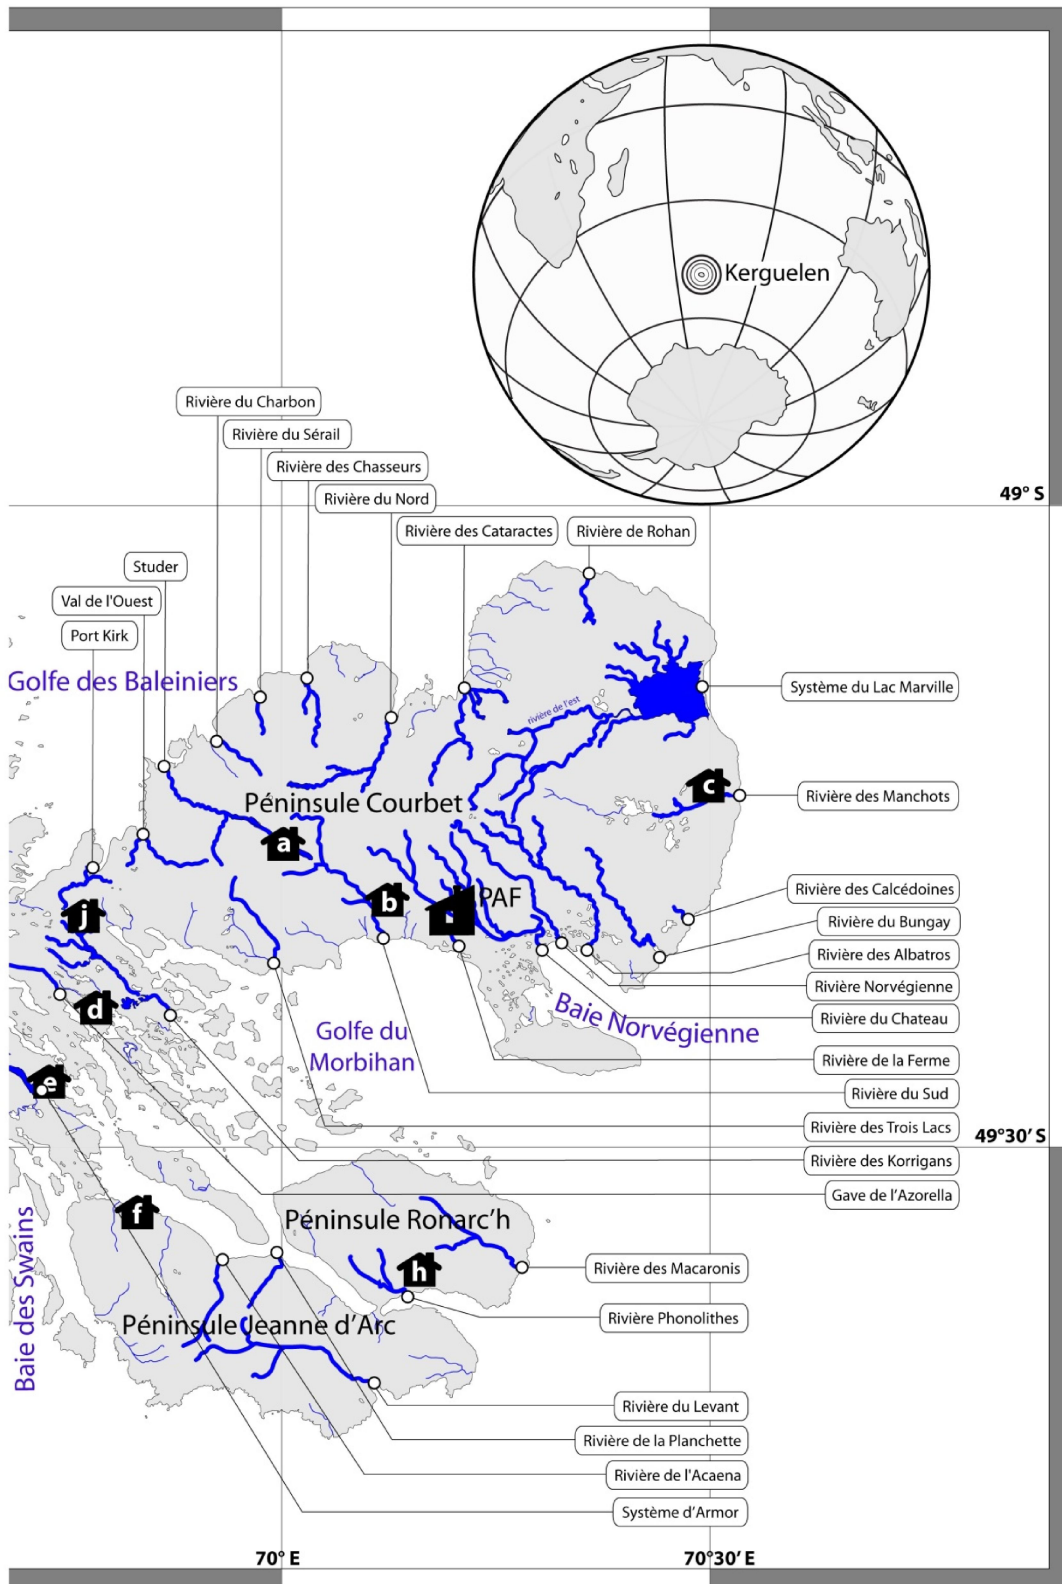 Kerguelen
Rivière du Charbon
Rivière du Sérail
Rivière des Chasseurs
Rivière du Nord
49° S
Rivière des Cataractes
Rivière de Rohan
Studer
Val de l'Ouest
Port Kirk
Golfe des Baleiniers
Système du Lac Marville
rivière de l'est
c
Rivière des Manchots
Péninsule Courbet
a
Rivière des Calcédoines
b
PAF
j
Rivière du Bungay
Rivière des Albatros
Rivière Norvégienne
d
Baie Norvégienne
Rivière du Chateau
Golfe du
Morbihan
Rivière de la Ferme
e
Rivière du Sud
Rivière des Trois Lacs
49°30’ S
Rivière des Korrigans
Gave de l’Azorella
f
Péninsule Ronarc’h
Baie des Swains
h
Rivière des Macaronis
Rivière Phonolithes
Péninsule Jeanne d’Arc
Rivière du Levant
Rivière de la Planchette
Rivière de l'Acaena
Système d’Armor
70° E
70°30’ E